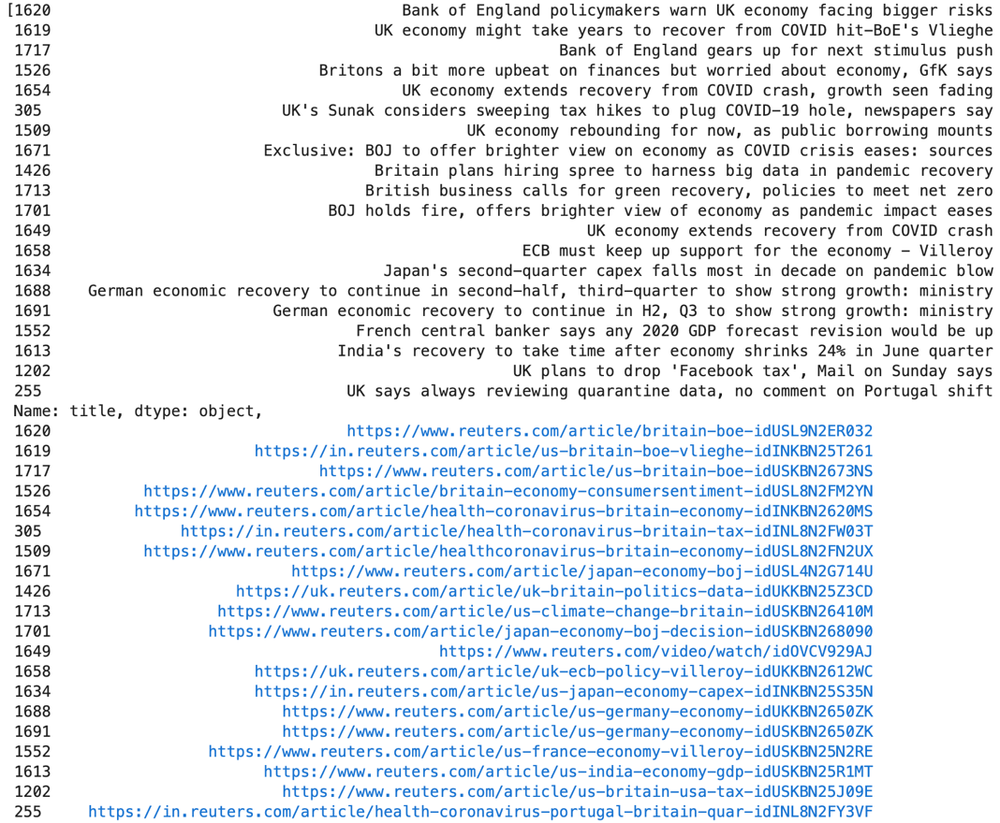 [1620 Bank of England policymakers warn UK economy facing bigger risks
1619 UK economy might take years to recover from COVID hit-BoE's Vlieghe
1717 Bank of England gears up for next stimulus push
1526 Britons a bit more upbeat on finances but worried about economy, GfK says
1654 UK economy extends recovery from COVID crash, growth seen fading
305 UK's Sunak considers sweeping tax hikes to plug COVID-19 hole, newspapers say
1509 UK economy rebounding for now, as public borrowing mounts
1671 Exclusive: BOJ to offer brighter view on economy as COVID crisis eases: sources
1426 Britain plans hiring spree to harness big data in pandemic recovery
1713 British business calls for green recovery, policies to meet net zero
1701 BOJ holds fire, offers brighter view of economy as pandemic impact eases
1649 UK economy extends recovery from COVID crash
1658 ECB must keep up support for the economy - Villeroy
1634 Japan's second-quarter capex falls most in decade on pandemic blow
1688 German economic recovery to continue in second-half, third-quarter to show strong growth: ministry
1691 German economic recovery to continue in H2, Q3 to show strong growth: ministry
1552 French central banker says any 2020 GDP forecast revision would be up
1613 India's recovery to take time after economy shrinks 24% in June quarter
1202 UK plans to drop 'Facebook tax', Mail on Sunday says
255 UK says always reviewing quarantine data, no comment on Portugal shift
Name: title, dtype: object,
1620 https://www.reuters.com/article/britain-boe-idUSL9N2ER032
1619 https://in.reuters.com/article/us-britain-boe-vlieghe-idINKBN25T261
1717 https://www.reuters.com/article/us-britain-boe-idUSKBN2673NS
1526 https://www.reuters.com/article/britain-economy-consumersentiment-idUSL8N2FM2YN
1654 https://www.reuters.com/article/health-coronavirus-britain-economy-idINKBN2620MS
305 https://in.reuters.com/article/health-coronavirus-britain-tax-idINL8N2FW03T
1509 https://www.reuters.com/article/healthcoronavirus-britain-economy-idUSL8N2FN2UX
1671 https://www.reuters.com/article/japan-economy-boj-idUSL4N2G714U
1426 https://uk.reuters.com/article/uk-britain-politics-data-idUKKBN25Z3CD
1713 https://www.reuters.com/article/us-climate-change-britain-idUSKBN26410M
1701 https://www.reuters.com/article/japan-economy-boj-decision-idUSKBN268090
1649 https://www.reuters.com/video/watch/idOVCV929AJ
1658 https://uk.reuters.com/article/uk-ecb-policy-villeroy-idUKKBN2612WC
1634 https://in.reuters.com/article/us-japan-economy-capex-idINKBN25S35N
1688 https://www.reuters.com/article/us-germany-economy-idUKKBN2650ZK
1691 https://www.reuters.com/article/us-germany-economy-idUSKBN2650ZK
1552 https://www.reuters.com/article/us-france-economy-villeroy-idUSKBN25N2RE
1613 https://www.reuters.com/article/us-india-economy-gdp-idUSKBN25R1MT
1202 https://www.reuters.com/article/us-britain-usa-tax-idUSKBN25J09E
255 https://in.reuters.com/article/health-coronavirus-portugal-britain-quar-idINL8N2FY3VF